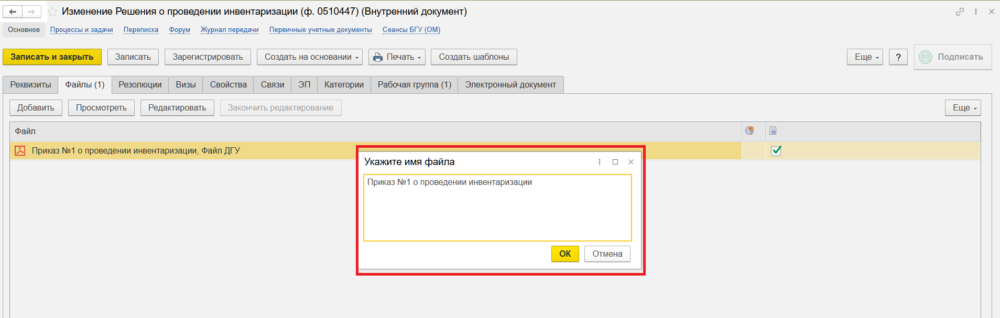 Изменение Решения о проведении инвентаризации (ф. 0510447) (Внутренний документ)
Основное Процессы и задачи Переписка Форум Журнал передачи Первичные учетные документы Сеансы БГУ (ОМ)
Записать и закрыть Записать Зарегистрировать Создать на основании Печать Создать шаблоны Еще ? Подписать
Реквизиты Файлы (1) Резолюции Визы Свойства Связи ЭП Категории Рабочая группа (1) Электронный документ
Добавить Просмотреть Редактировать Закончить редактирование Еще
Файл
Приказ №1 о проведении инвентаризации, Файл ДГУ
Укажите имя файла
Приказ №1 о проведении инвентаризации
ОК Отмена